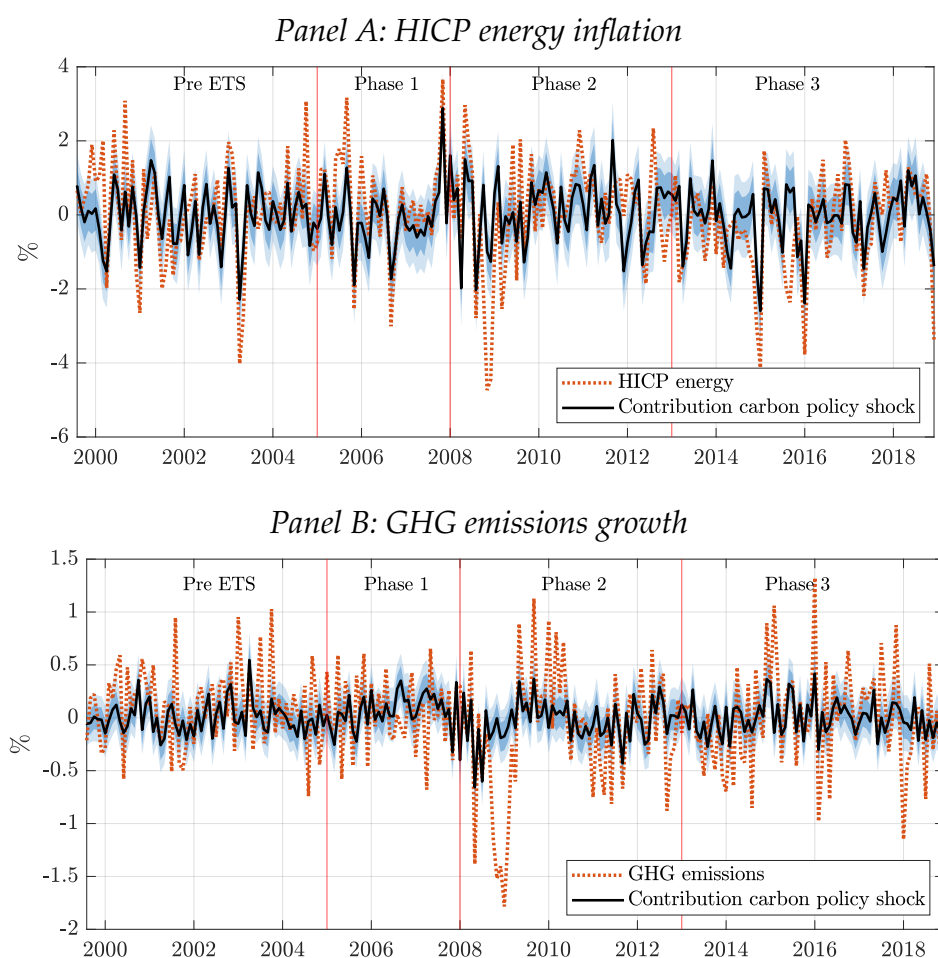 Panel A: HICP energy inflation
4
2
0
-2
-4
-6
%
Pre ETS
Phase 1
Phase 2
Phase 3
HICP energy
Contribution carbon policy shock
2000 2002 2004 2006 2008 2010 2012 2014 2016 2018
Panel B: GHG emissions growth
1.5
1
0.5
0
-0.5
-1
-1.5
-2
%
Pre ETS
Phase 1
Phase 2
Phase 3
GHG emissions
Contribution carbon policy shock
2000 2002 2004 2006 2008 2010 2012 2014 2016 2018